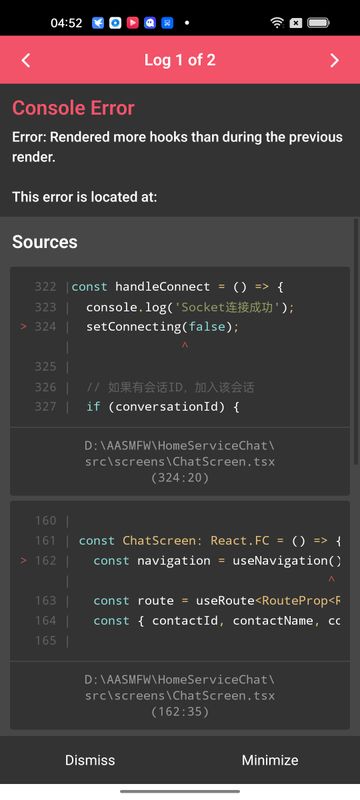 04:52
Log 1 of 2
Console Error
Error: Rendered more hooks than during the previous
render.
This error is located at:
Sources
322 |const handleConnect = () => {
323 |  console.log('Socket连接成功');
> 324 |  setConnecting(false);
|              ^
325 |
326 |  // 如果有会话ID，加入该会话
327 |  if (conversationId) {
D:\AASMFW\HomeServiceChat\
src\screens\ChatScreen.tsx
(324:20)
160 |
161 | const ChatScreen: React.FC = () => {
> 162 |   const navigation = useNavigation()
|                                   ^
163 |   const route = useRoute<RouteProp<R
164 |   const { contactId, contactName, co
165 |
D:\AASMFW\HomeServiceChat\
src\screens\ChatScreen.tsx
(162:35)
Dismiss
Minimize